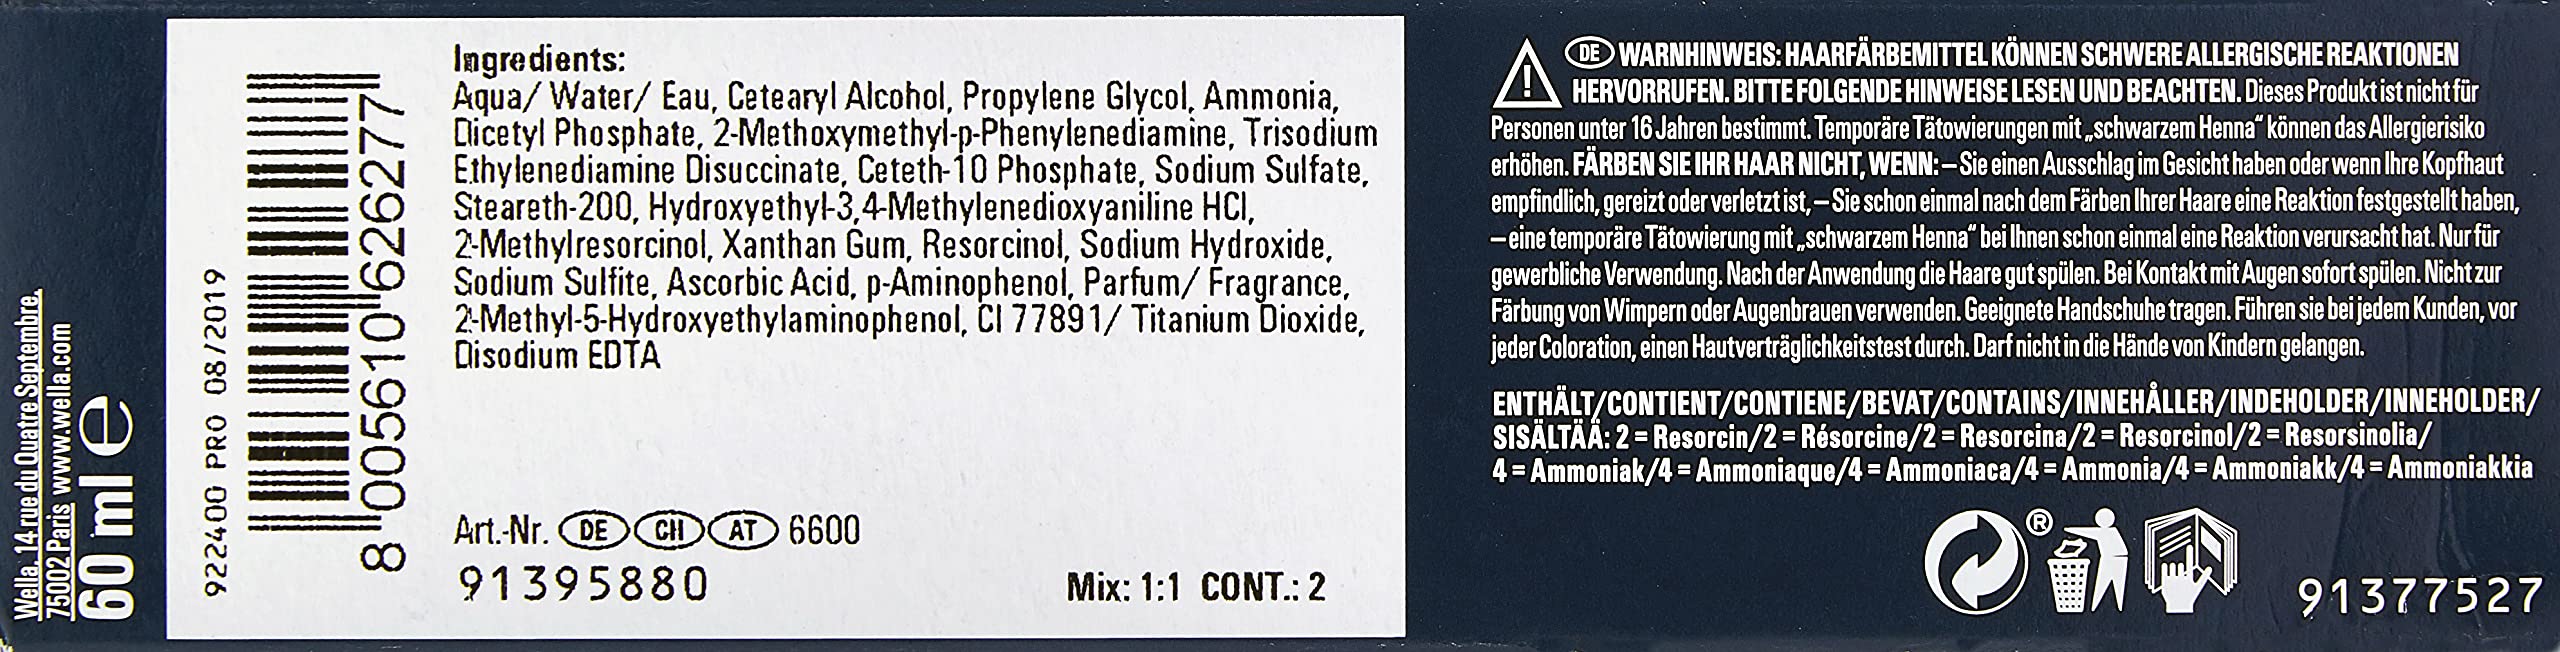 Wella, 14 rue du Quatre Septembre,
75002 Paris www.wella.com
60 ml e
922400 PRO 08/2019
8 005610 626277
Ingredients:
Aqua/ Water/ Eau, Cetearyl Alcohol, Propylene Glycol, Ammonia,
Dicetyl Phosphate, 2-Methoxymethyl-p-Phenylenediamine, Trisodium
Ethylenediamine Disuccinate, Ceteth-10 Phosphate, Sodium Sulfate,
Steareth-200, Hydroxyethyl-3,4-Methylenedioxyaniline HCl,
2-Methylresorcinol, Xanthan Gum, Resorcinol, Sodium Hydroxide,
Sodium Sulfite, Ascorbic Acid, p-Aminophenol, Parfum/ Fragrance,
2-Methyl-5-Hydroxyethylaminophenol, CI 77891/ Titanium Dioxide,
Disodium EDTA
Art.-Nr. DE CH AT 6600
91395880
Mix: 1:1 CONT.: 2
DE WARNHINWEIS: HAARFÄRBEMITTEL KÖNNEN SCHWERE ALLERGISCHE REAKTIONEN
HERVORRUFEN. BITTE FOLGENDE HINWEISE LESEN UND BEACHTEN. Dieses Produkt ist nicht für
Personen unter 16 Jahren bestimmt. Temporäre Tätowierungen mit „schwarzem Henna“ können das Allergierisiko
erhöhen. FÄRBEN SIE IHR HAAR NICHT, WENN: – Sie einen Ausschlag im Gesicht haben oder wenn Ihre Kopfhaut
empfindlich, gereizt oder verletzt ist, – Sie schon einmal nach dem Färben Ihrer Haare eine Reaktion festgestellt haben,
– eine temporäre Tätowierung mit „schwarzem Henna“ bei Ihnen schon einmal eine Reaktion verursacht hat. Nur für
gewerbliche Verwendung. Nach der Anwendung die Haare gut spülen. Bei Kontakt mit Augen sofort spülen. Nicht zur
Färbung von Wimpern oder Augenbrauen verwenden. Geeignete Handschuhe tragen. Führen sie bei jedem Kunden, vor
jeder Coloration, einen Hautverträglichkeitstest durch. Darf nicht in die Hände von Kindern gelangen.
ENTHÄLT/CONTIENT/CONTIENE/BEVAT/CONTAINS/INNEHÅLLER/INDEHOLDER/INNEHOLDER/
SISÄLTÄÄ: 2 = Resorcin/2 = Résorcine/2 = Resorcina/2 = Resorcinol/2 = Resorsinolia/
4 = Ammoniak/4 = Ammoniaque/4 = Ammoniaca/4 = Ammonia/4 = Ammoniakk/4 = Ammoniakkia
®
91377527